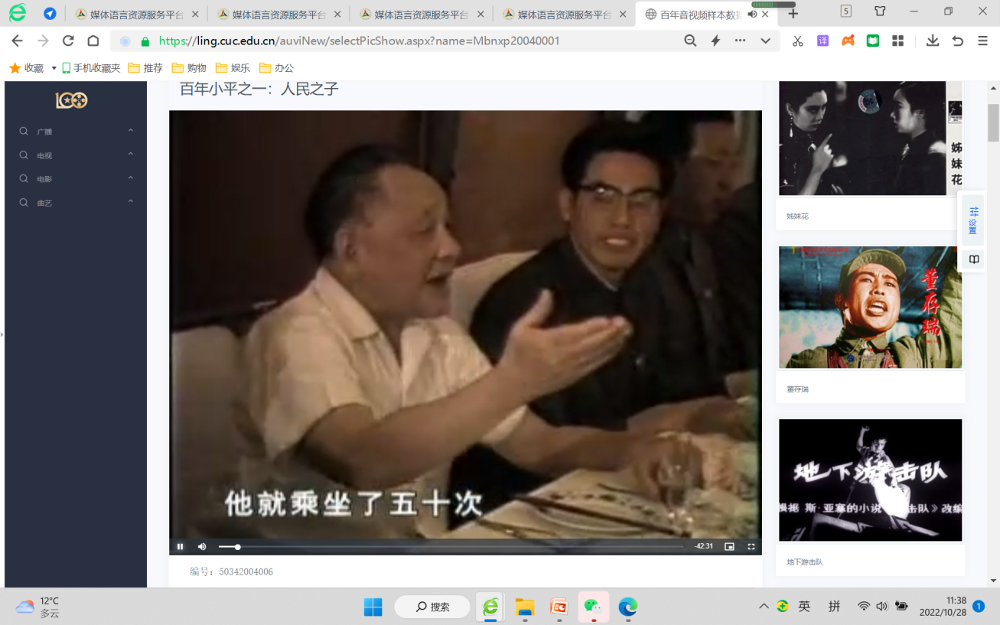 媒体语言资源服务平台
媒体语言资源服务平台
媒体语言资源服务平台
媒体语言资源服务平台
百年音视频样本数据
5
https://ling.cuc.edu.cn/auviNew/selectPicShow.aspx?name=Mbnxp20040001
译
收藏
手机收藏夹
推荐
购物
娱乐
办公
100
广播
电视
电影
曲艺
百年小平之一：人民之子
他就乘坐了五十次
-42:31
编号：50342004006
姊妹花
姊妹花
设置
董存瑞
董存瑞
地下游击队
根据 斯·亚塞的小说
击队》改编
地下游击队
12°C
多云
搜索
英
拼
11:38
2022/10/28
1